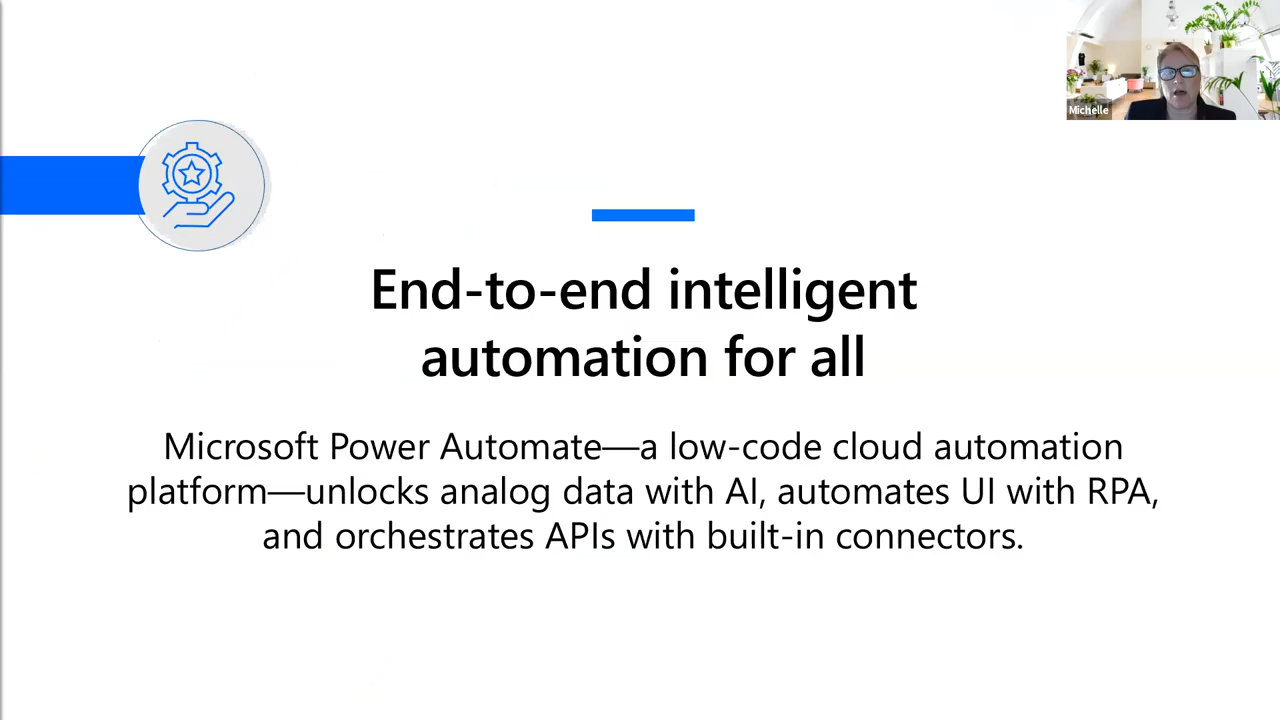 Michelle
End-to-end intelligent
automation for all
Microsoft Power Automate—a low-code cloud automation
platform—unlocks analog data with AI, automates UI with RPA,
and orchestrates APIs with built-in connectors.